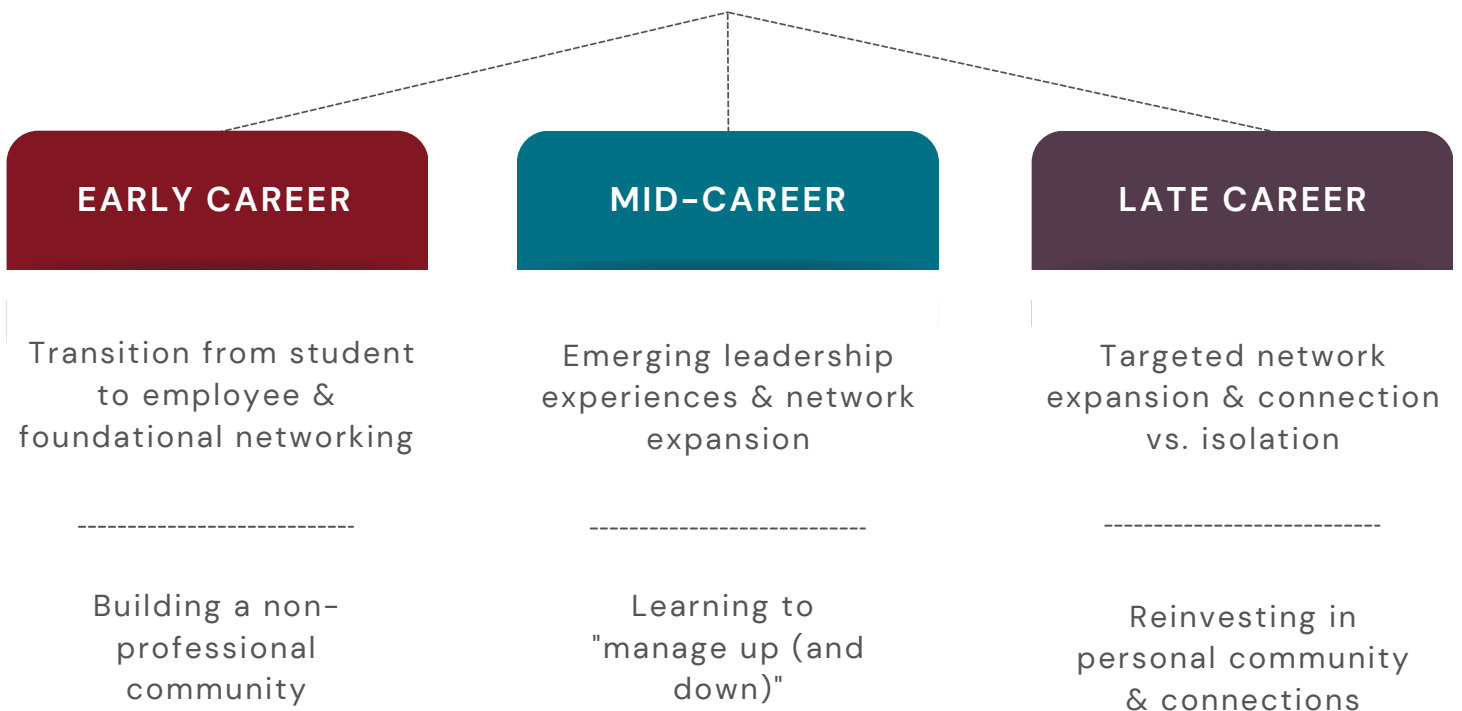 EARLY CAREER
Transition from student
to employee &
foundational networking
Building a non-
professional
community
MID-CAREER
Emerging leadership
experiences & network
expansion
Learning to
"manage up (and
down)"
LATE CAREER
Targeted network
expansion & connection
vs. isolation
Reinvesting in
personal community
& connections